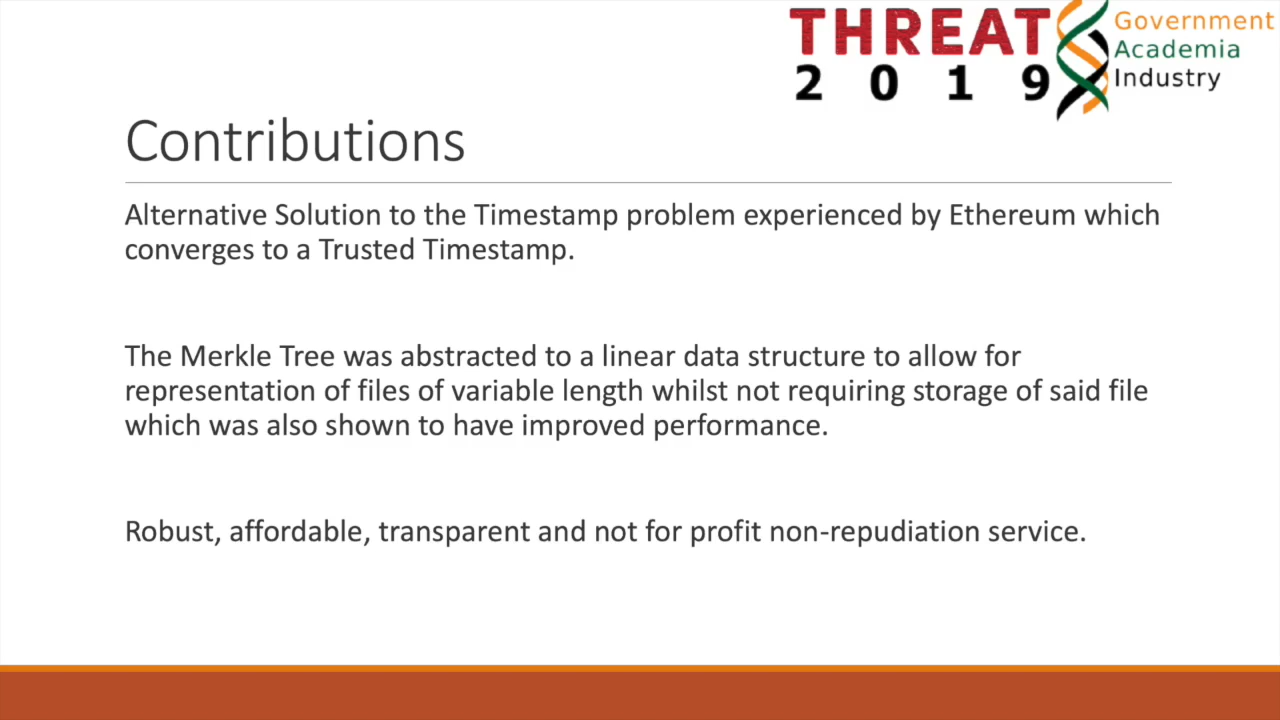 THREAT
2 0 1 9
Government
Academia
Industry
Contributions
Alternative Solution to the Timestamp problem experienced by Ethereum which
converges to a Trusted Timestamp.
The Merkle Tree was abstracted to a linear data structure to allow for
representation of files of variable length whilst not requiring storage of said file
which was also shown to have improved performance.
Robust, affordable, transparent and not for profit non-repudiation service.